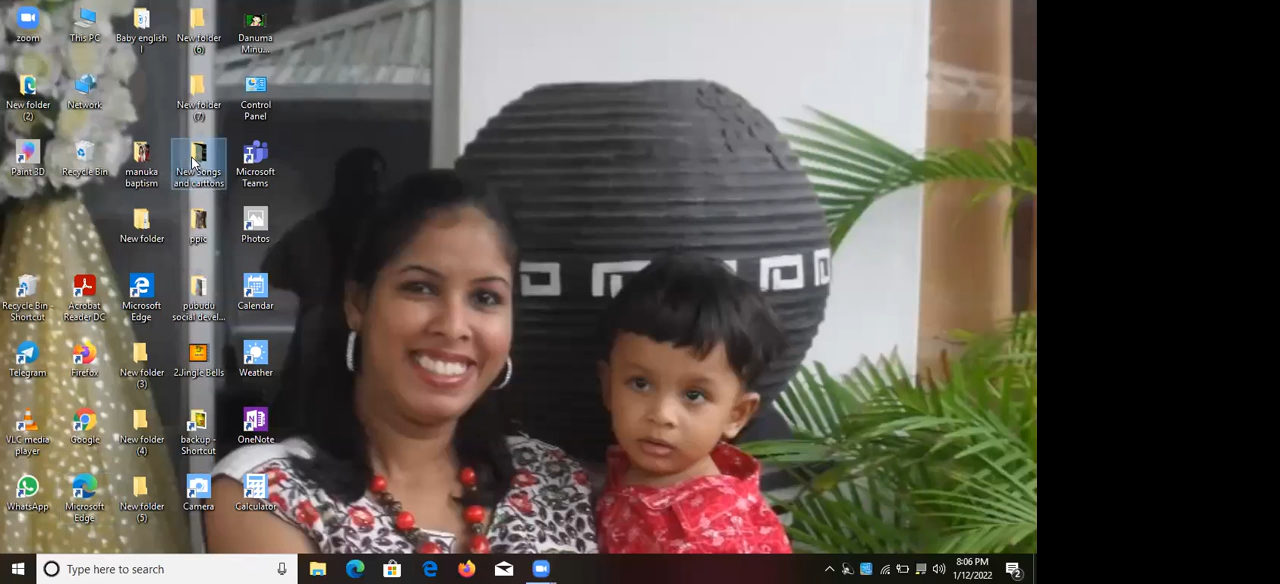 zoom
This PC
Baby english
l
New folder
(6)
Danuma
Minu...
New folder
(2)
Network
New folder
(7)
Control
Panel
Paint 3D
Recycle Bin
manuka
baptism
New Songs
and carttons
Microsoft
Teams
New folder
ppic
Photos
Recycle Bin -
Shortcut
Acrobat
Reader DC
Microsoft
Edge
pubudu
social devel...
Calendar
Telegram
Firefox
New folder
(3)
2Jingle Bells
Weather
VLC media
player
Google
New folder
(4)
backup -
Shortcut
OneNote
WhatsApp
Microsoft
Edge
New folder
(5)
Camera
Calculator
Type here to search
8:06 PM
1/12/2022
2